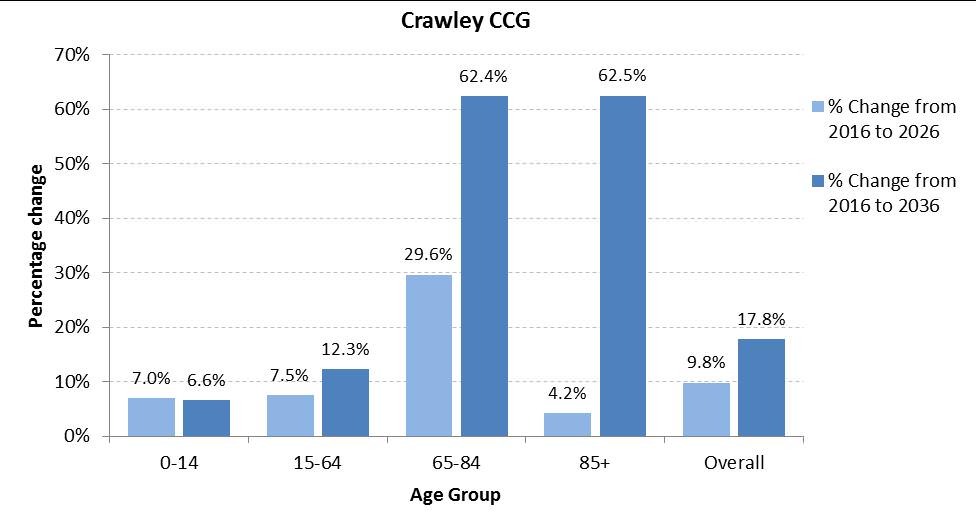 Crawley CCG
70%
60%
50%
40%
30%
20%
10%
0%
Percentage change
7.0%
6.6%
7.5%
12.3%
29.6%
62.4%
4.2%
62.5%
9.8%
17.8%
0-14
15-64
65-84
85+
Overall
Age Group
% Change from
2016 to 2026
% Change from
2016 to 2036